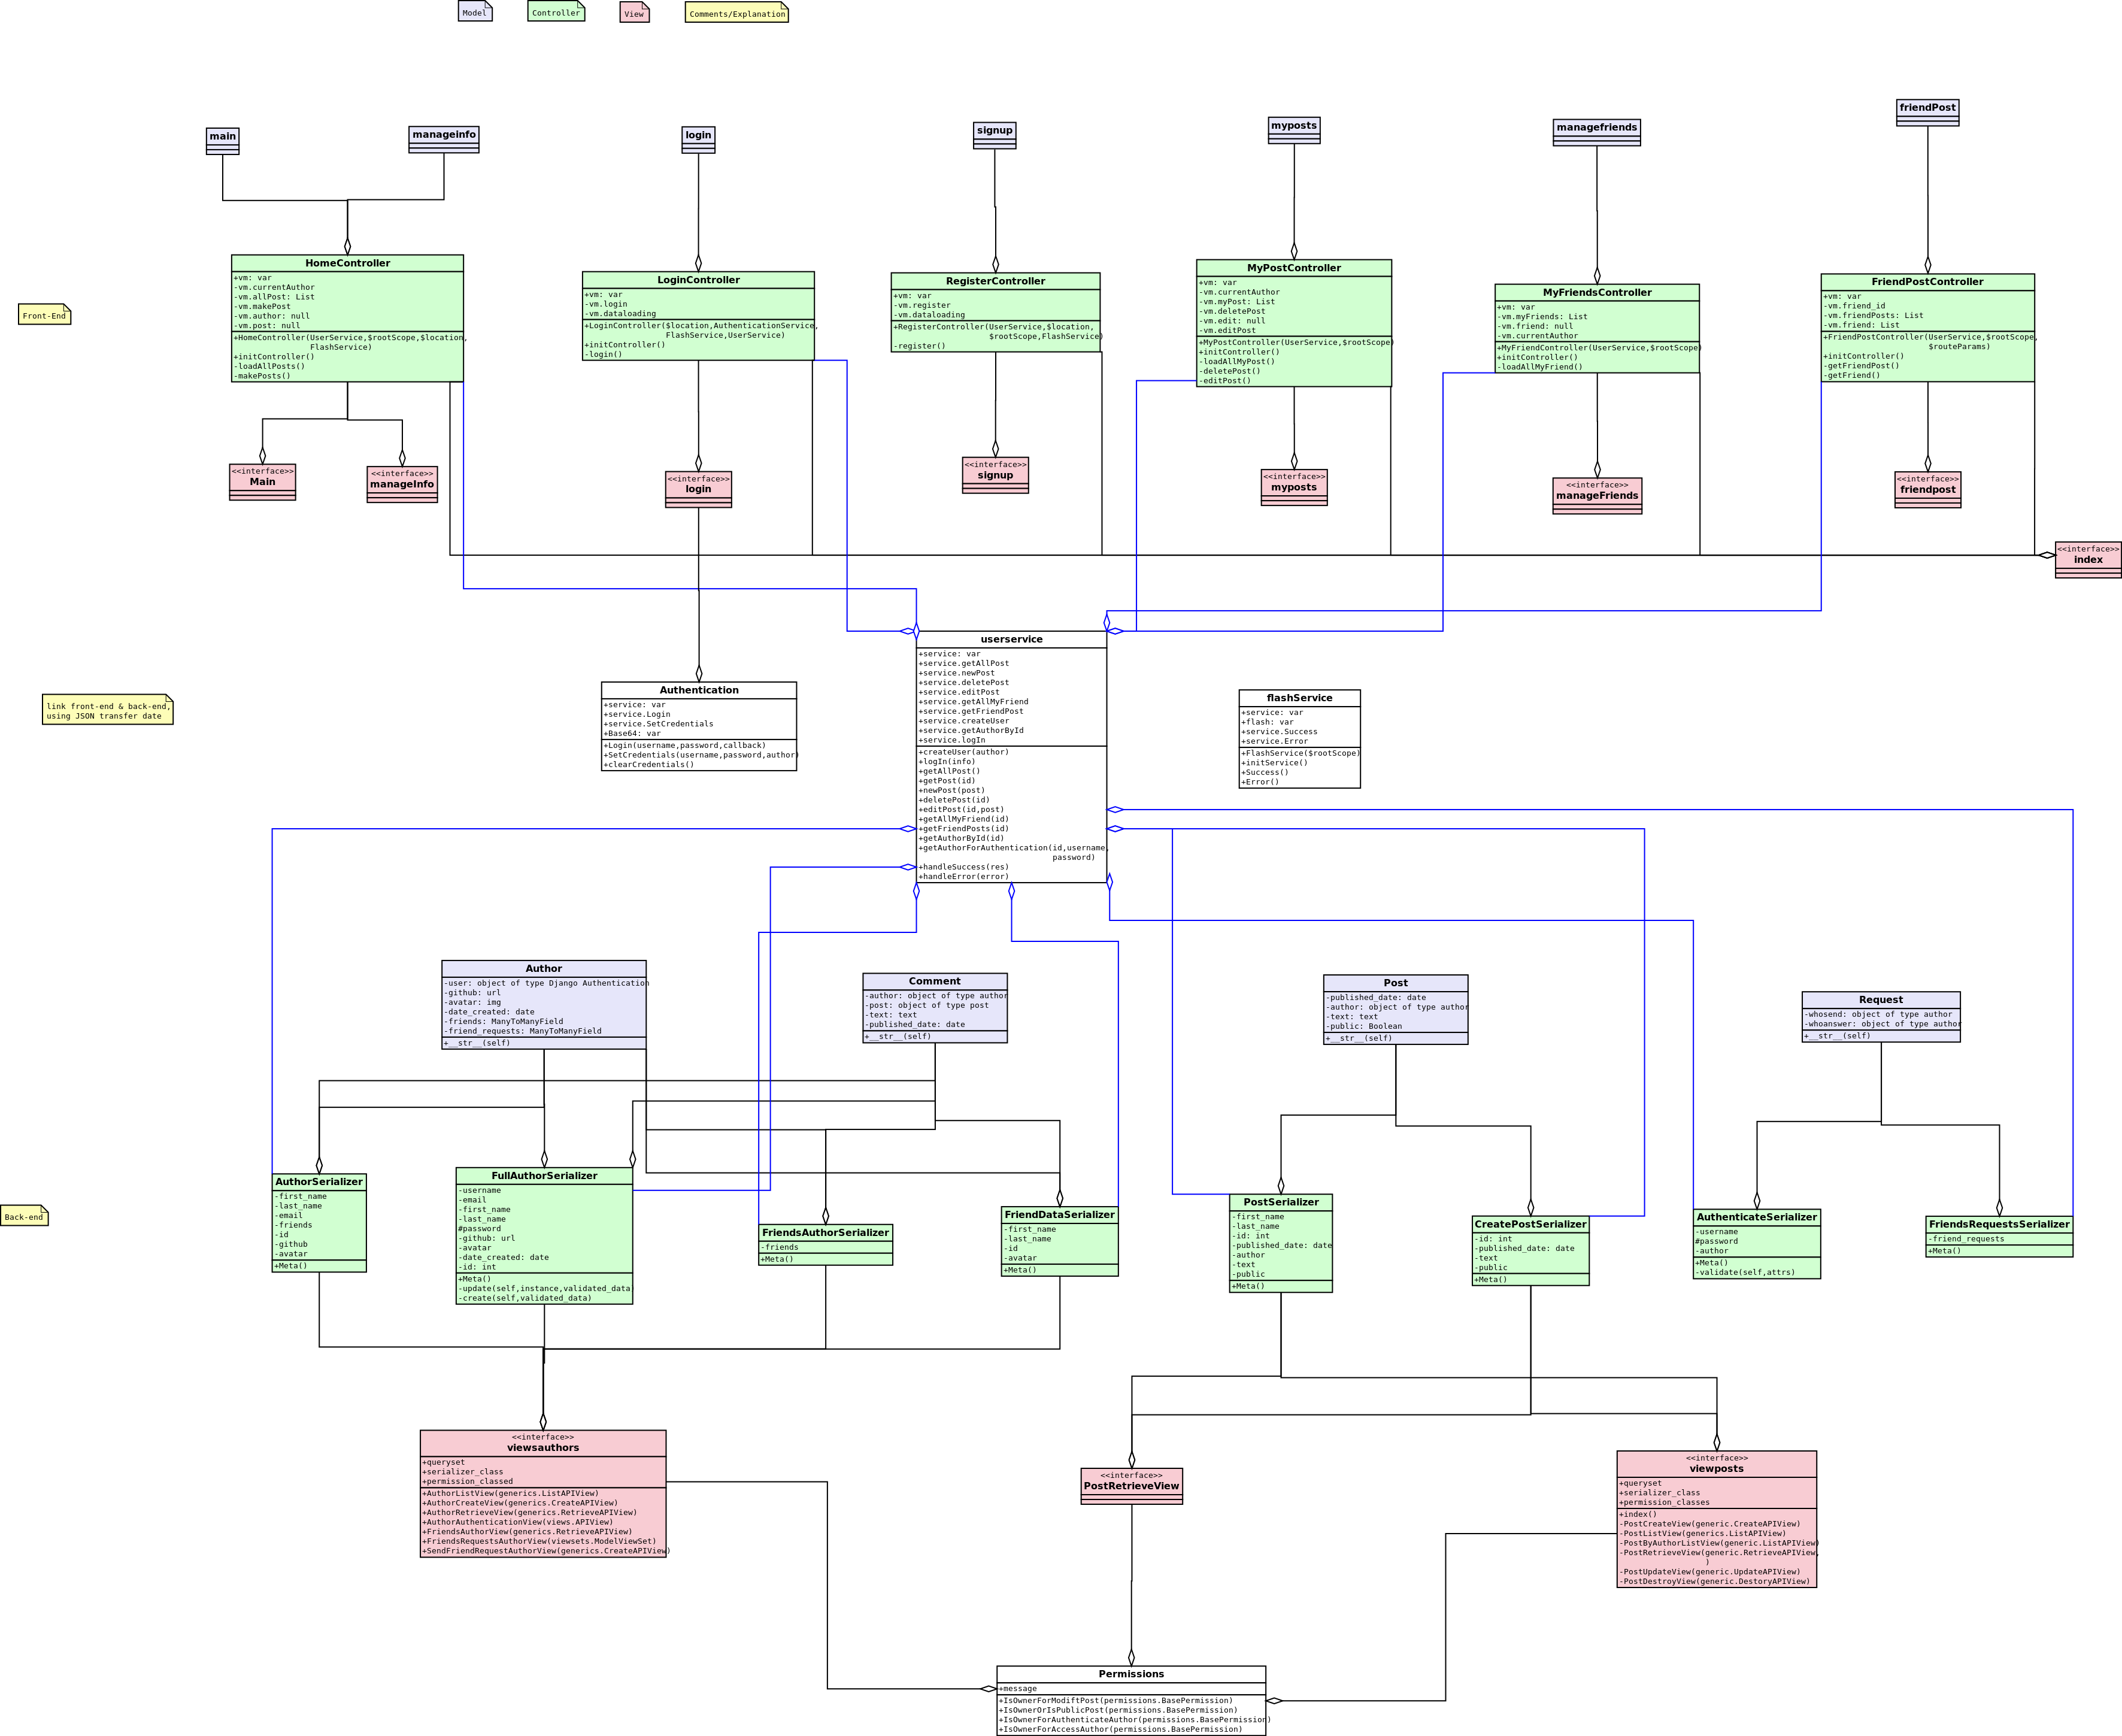 Model
Controller
View
Comments/Explanation
main
manageinfo
login
signup
myposts
managefriends
friendPost
Front-End
HomeController
+vm: var
-vm.currentAuthor
-vm.allPost: List
-vm.makePost
-vm.author: null
-vm.post: null
+HomeController(UserService,$rootScope,$location,
FlashService)
+initController()
-loadAllPosts()
-makePosts()
LoginController
+vm: var
-vm.login
-vm.dataloading
+LoginController($location,AuthenticationService,
FlashService,UserService)
+initController()
-login()
RegisterController
+vm: var
-vm.register
-vm.dataloading
+RegisterController(UserService,$location,
$rootScope,FlashService)
-register()
MyPostController
+vm: var
-vm.currentAuthor
-vm.myPost: List
-vm.deletePost
-vm.edit: null
-vm.editPost
+MyPostController(UserService,$rootScope)
+initController()
-loadAllMyPost()
-deletePost()
-editPost()
MyFriendsController
+vm: var
-vm.myFriends: List
-vm.friend: null
-vm.currentAuthor
+MyFriendController(UserService,$rootScope)
+initController()
-loadAllMyFriend()
FriendPostController
+vm: var
-vm.friend_id
-vm.friendPosts: List
-vm.friend: List
+FriendPostController(UserService,$rootScope,
$routeParams)
+initController()
-getFriendPost()
-getFriend()
<<interface>>
Main
<<interface>>
manageInfo
<<interface>>
login
<<interface>>
signup
<<interface>>
myposts
<<interface>>
manageFriends
<<interface>>
friendpost
<<interface>>
index
link front-end & back-end,
using JSON transfer date
Authentication
+service: var
+service.Login
+service.SetCredentials
+Base64: var
+Login(username,password,callback)
+SetCredentials(username,password,author)
+clearCredentials()
userservice
+service: var
+service.getAllPost
+service.newPost
+service.deletePost
+service.editPost
+service.getAllMyFriend
+service.getFriendPost
+service.createUser
+service.getAuthorById
+service.logIn
+createUser(author)
+logIn(info)
+getAllPost()
+getPost(id)
+newPost(post)
+deletePost(id)
+editPost(id,post)
+getAllMyFriend(id)
+getFriendPosts(id)
+getAuthorById(id)
+getAuthorForAuthentication(id,username,
password)
+handleSuccess(res)
+handleError(error)
flashService
+service: var
+flash: var
+service.Success
+service.Error
+FlashService($rootScope)
+initService()
+Success()
+Error()
Author
-user: object of type Django Authentication
-github: url
-avatar: img
-date_created: date
-friends: ManyToManyField
-friend_requests: ManyToManyField
+__str__(self)
Comment
-author: object of type author
-post: object of type post
-text: text
-published_date: date
+__str__(self)
Post
-published_date: date
-author: object of type author
-text: text
-public: Boolean
+__str__(self)
Request
-whosend: object of type author
-whoanswer: object of type author
+__str__(self)
Back-end
AuthorSerializer
-first_name
-last_name
-email
-friends
-id
-github
-avatar
+Meta()
FullAuthorSerializer
-username
-email
-first_name
-last_name
#password
-github: url
-avatar
-date_created: date
-id: int
+Meta()
-update(self,instance,validated_data)
-create(self,validated_data)
FriendsAuthorSerializer
-friends
+Meta()
FriendDataSerializer
-first_name
-last_name
-id
-avatar
+Meta()
PostSerializer
-first_name
-last_name
-id: int
-published_date: date
-author
-text
-public
+Meta()
CreatePostSerializer
-id: int
-published_date: date
-text
-public
+Meta()
AuthenticateSerializer
-username
#password
-author
+Meta()
-validate(self,attrs)
FriendsRequestsSerializer
-friend_requests
+Meta()
<<interface>>
viewsauthors
+queryset
+serializer_class
+permission_classed
+AuthorListView(generics.ListAPIView)
+AuthorCreateView(generics.CreateAPIView)
+AuthorRetrieveView(generics.RetrieveAPIView)
+AuthorAuthenticationView(views.APIView)
+FriendsAuthorView(generics.RetrieveAPIView)
+FriendsRequestsAuthorView(viewsets.ModelViewSet)
+SendFriendRequestAuthorView(generics.CreateAPIView)
<<interface>>
PostRetrieveView
<<interface>>
viewposts
+queryset
+serializer_class
+permission_classes
+index()
-PostCreateView(generic.CreateAPIView)
-PostListView(generics.ListAPIView)
-PostByAuthorListView(generic.ListAPIView)
-PostRetrieveView(generic.RetrieveAPIView,
)
-PostUpdateView(generic.UpdateAPIView)
-PostDestroyView(generic.DestoryAPIView)
Permissions
+message
+IsOwnerForModiftPost(permissions.BasePermission)
+IsOwnerOrIsPublicPost(permissions.BasePermission)
+IsOwnerForAuthenticateAuthor(permissions.BasePermission)
+IsOwnerForAccessAuthor(permissions.BasePermission)